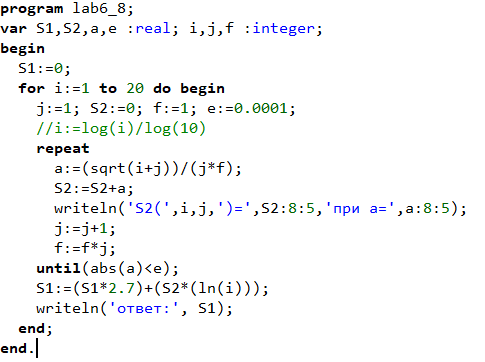 program lab6_8;
var S1,S2,a,e :real; i,j,f :integer;
begin
  S1:=0;
  for i:=1 to 20 do begin
    j:=1; S2:=0; f:=1; e:=0.0001;
    //i:=log(i)/log(10)
    repeat
      a:=(sqrt(i+j))/(j*f);
      S2:=S2+a;
      writeln('S2(',i,j,')=',S2:8:5,'при a=',a:8:5);
      j:=j+1;
      f:=f*j;
    until(abs(a)<e);
    S1:=(S1*2.7)+(S2*(ln(i)));
    writeln('ответ:', S1);
  end;
end.